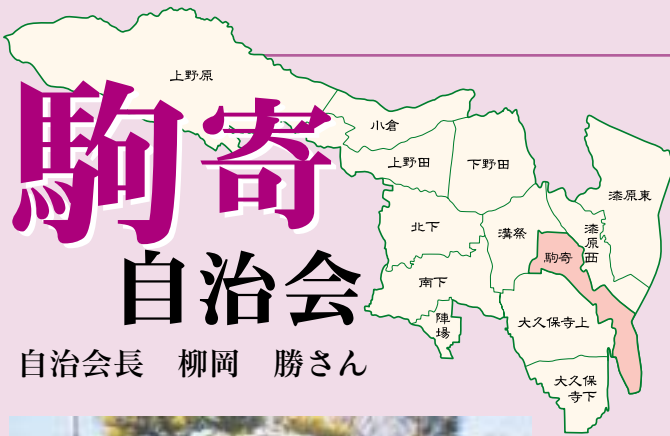 駒寄
自治会
自治会長　柳岡　勝さん
上野原
小倉
上野田
下野田
漆原東
漆原西
北下
溝祭
駒寄
南下
陣場
大久保寺上
大久保
寺下